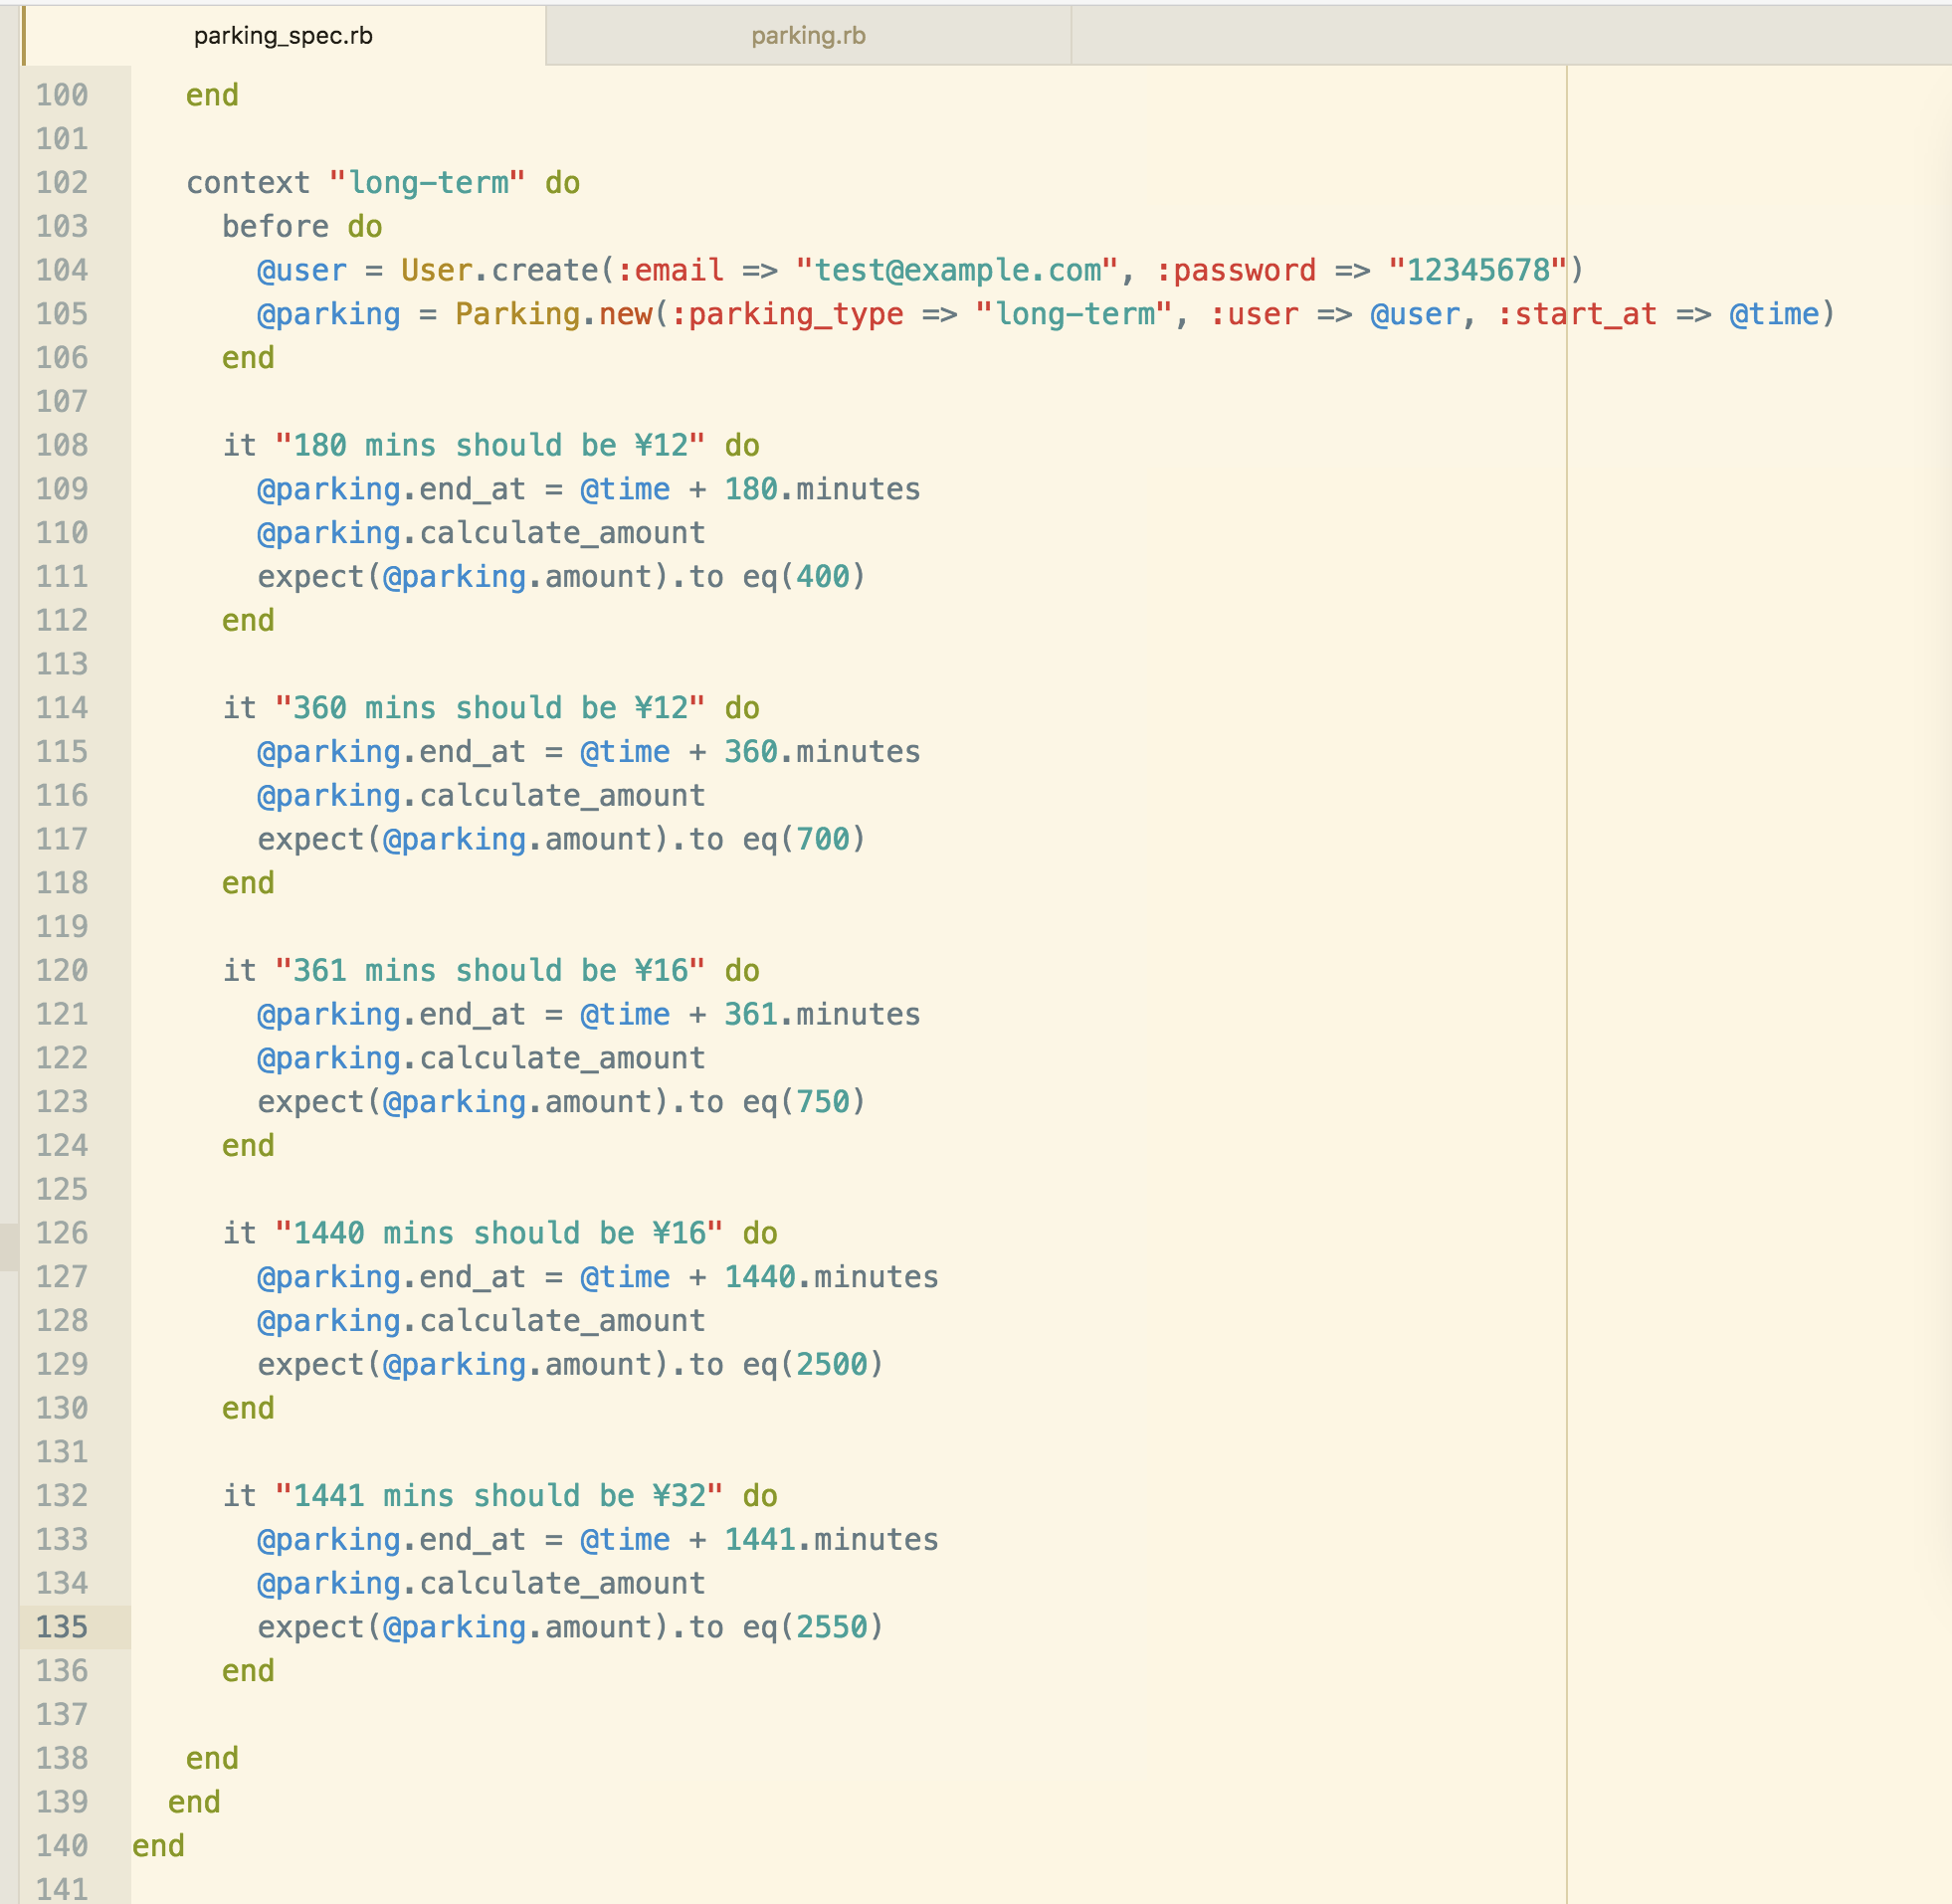 parking_spec.rb parking.rb
100 end
101
102 context "long-term" do
103 before do
104 @user = User.create(:email => "test@example.com", :password => "12345678")
105 @parking = Parking.new(:parking_type => "long-term", :user => @user, :start_at => @time)
106 end
107
108 it "180 mins should be ¥12" do
109 @parking.end_at = @time + 180.minutes
110 @parking.calculate_amount
111 expect(@parking.amount).to eq(400)
112 end
113
114 it "360 mins should be ¥12" do
115 @parking.end_at = @time + 360.minutes
116 @parking.calculate_amount
117 expect(@parking.amount).to eq(700)
118 end
119
120 it "361 mins should be ¥16" do
121 @parking.end_at = @time + 361.minutes
122 @parking.calculate_amount
123 expect(@parking.amount).to eq(750)
124 end
125
126 it "1440 mins should be ¥16" do
127 @parking.end_at = @time + 1440.minutes
128 @parking.calculate_amount
129 expect(@parking.amount).to eq(2500)
130 end
131
132 it "1441 mins should be ¥32" do
133 @parking.end_at = @time + 1441.minutes
134 @parking.calculate_amount
135 expect(@parking.amount).to eq(2550)
136 end
137
138 end
139 end
140 end
141